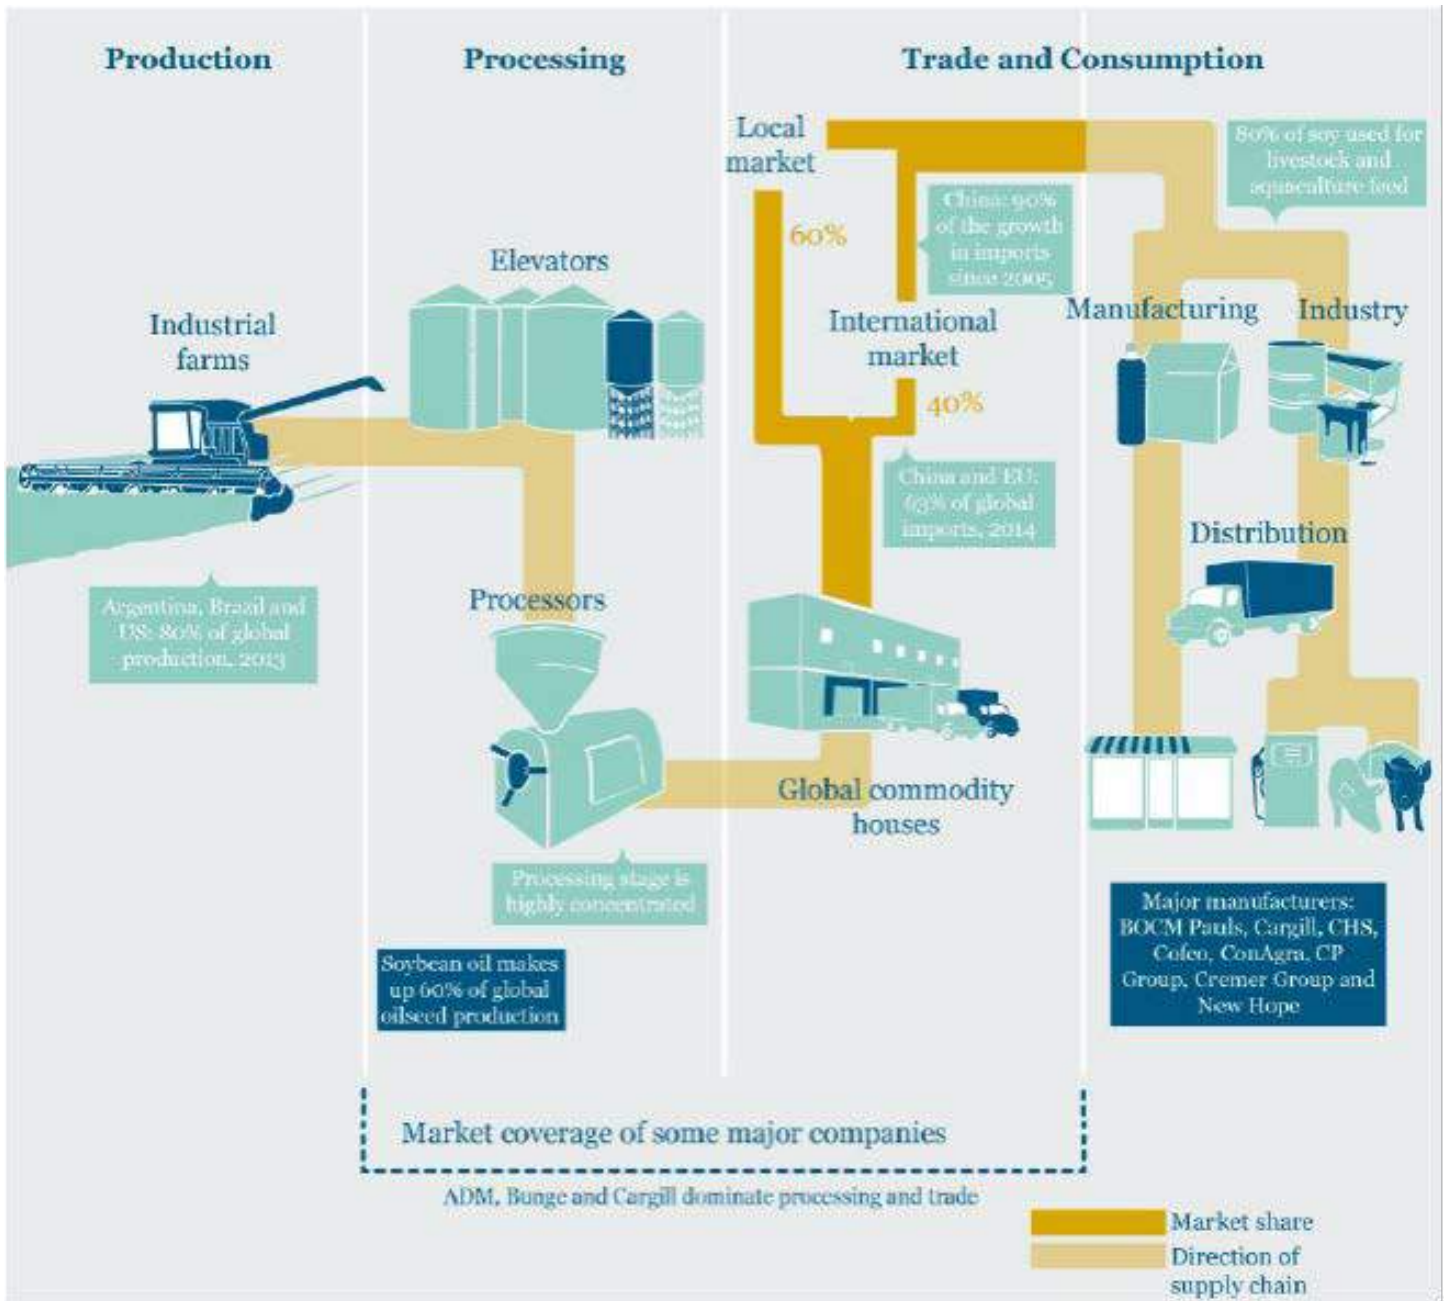 Production
Processing
Trade and Consumption
Industrial
farms
Argentina, Brazil and
US: 80% of global
production, 2013
Elevators
Processors
Processing stage is
highly concentrated
Soybean oil makes
up 60% of global
oilseed production
Local
market
60%
China: 90%
of the growth
in imports
since 2005
International
market
40%
China and EU:
63% of global
imports, 2014
Global commodity
houses
80% of soy used for
livestock and
aquaculture feed
Manufacturing
Industry
Distribution
Major manufacturers:
BOCM Pauls, Cargill, CHS,
Cofco, ConAgra, CP
Group, Cremer Group and
New Hope
Market coverage of some major companies
ADM, Bunge and Cargill dominate processing and trade
Market share
Direction of
supply chain